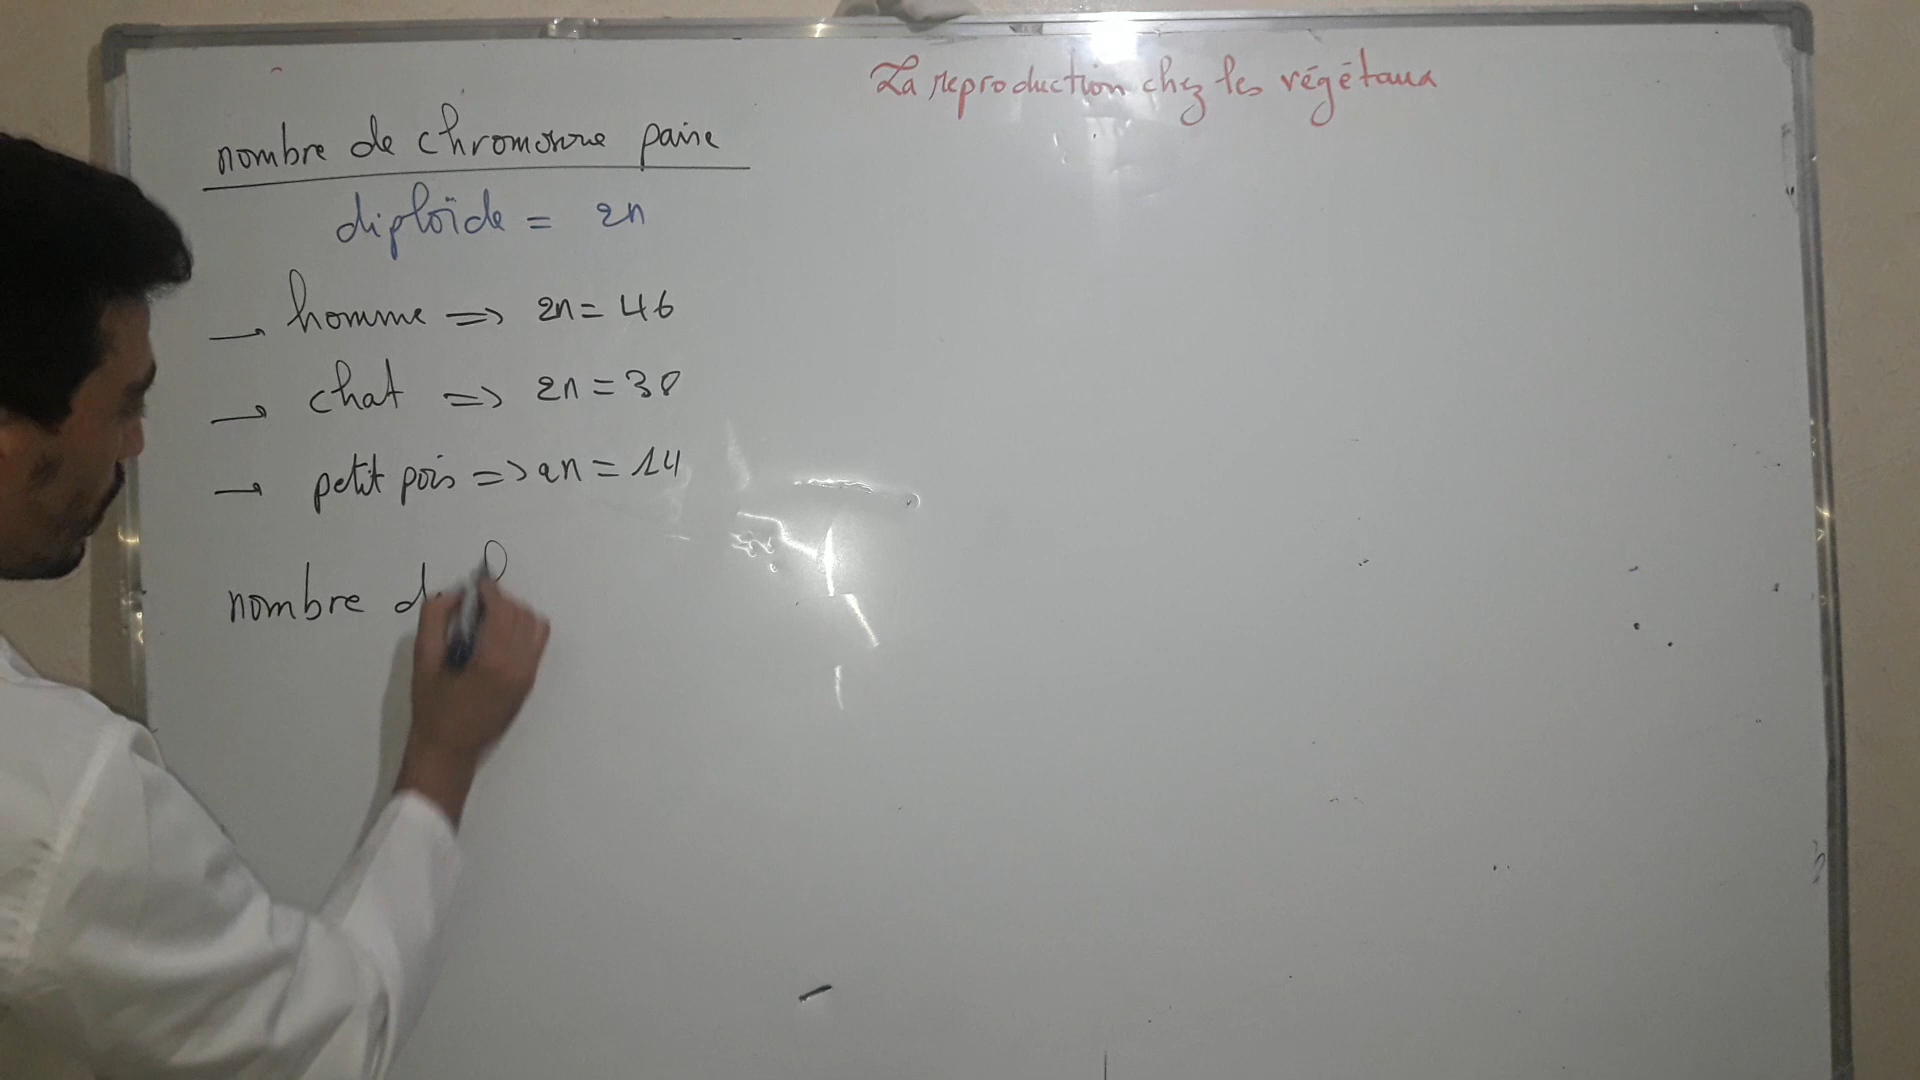 La reproduction chez les végétaux
nombre de chromosome paire
diploïde = 2n
→ homme => 2n = 46
→ chat => 2n = 38
→ petit pois => 2n = 14
nombre d